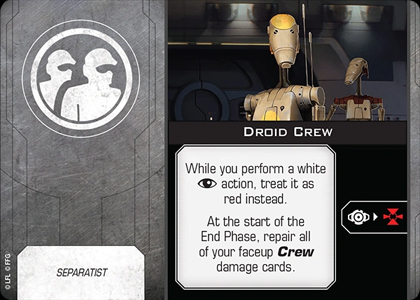 DROID CREW
While you perform a white
action, treat it as
red instead.
At the start of the
End Phase, repair all
of your faceup Crew
damage cards.
SEPARATIST
©LFL ©FFG